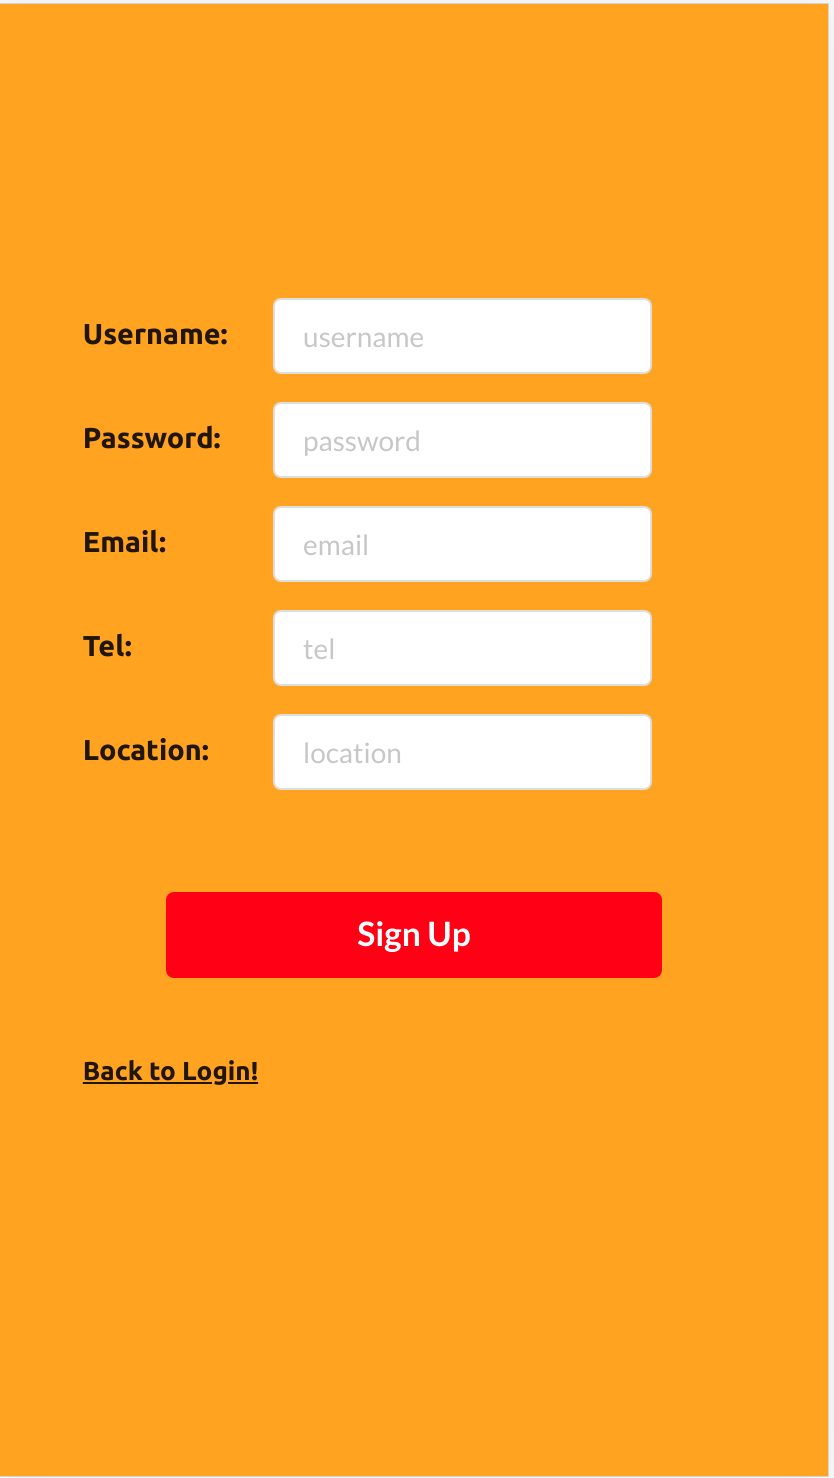 Username: username
Password: password
Email: email
Tel: tel
Location: location
Sign Up
Back to Login!